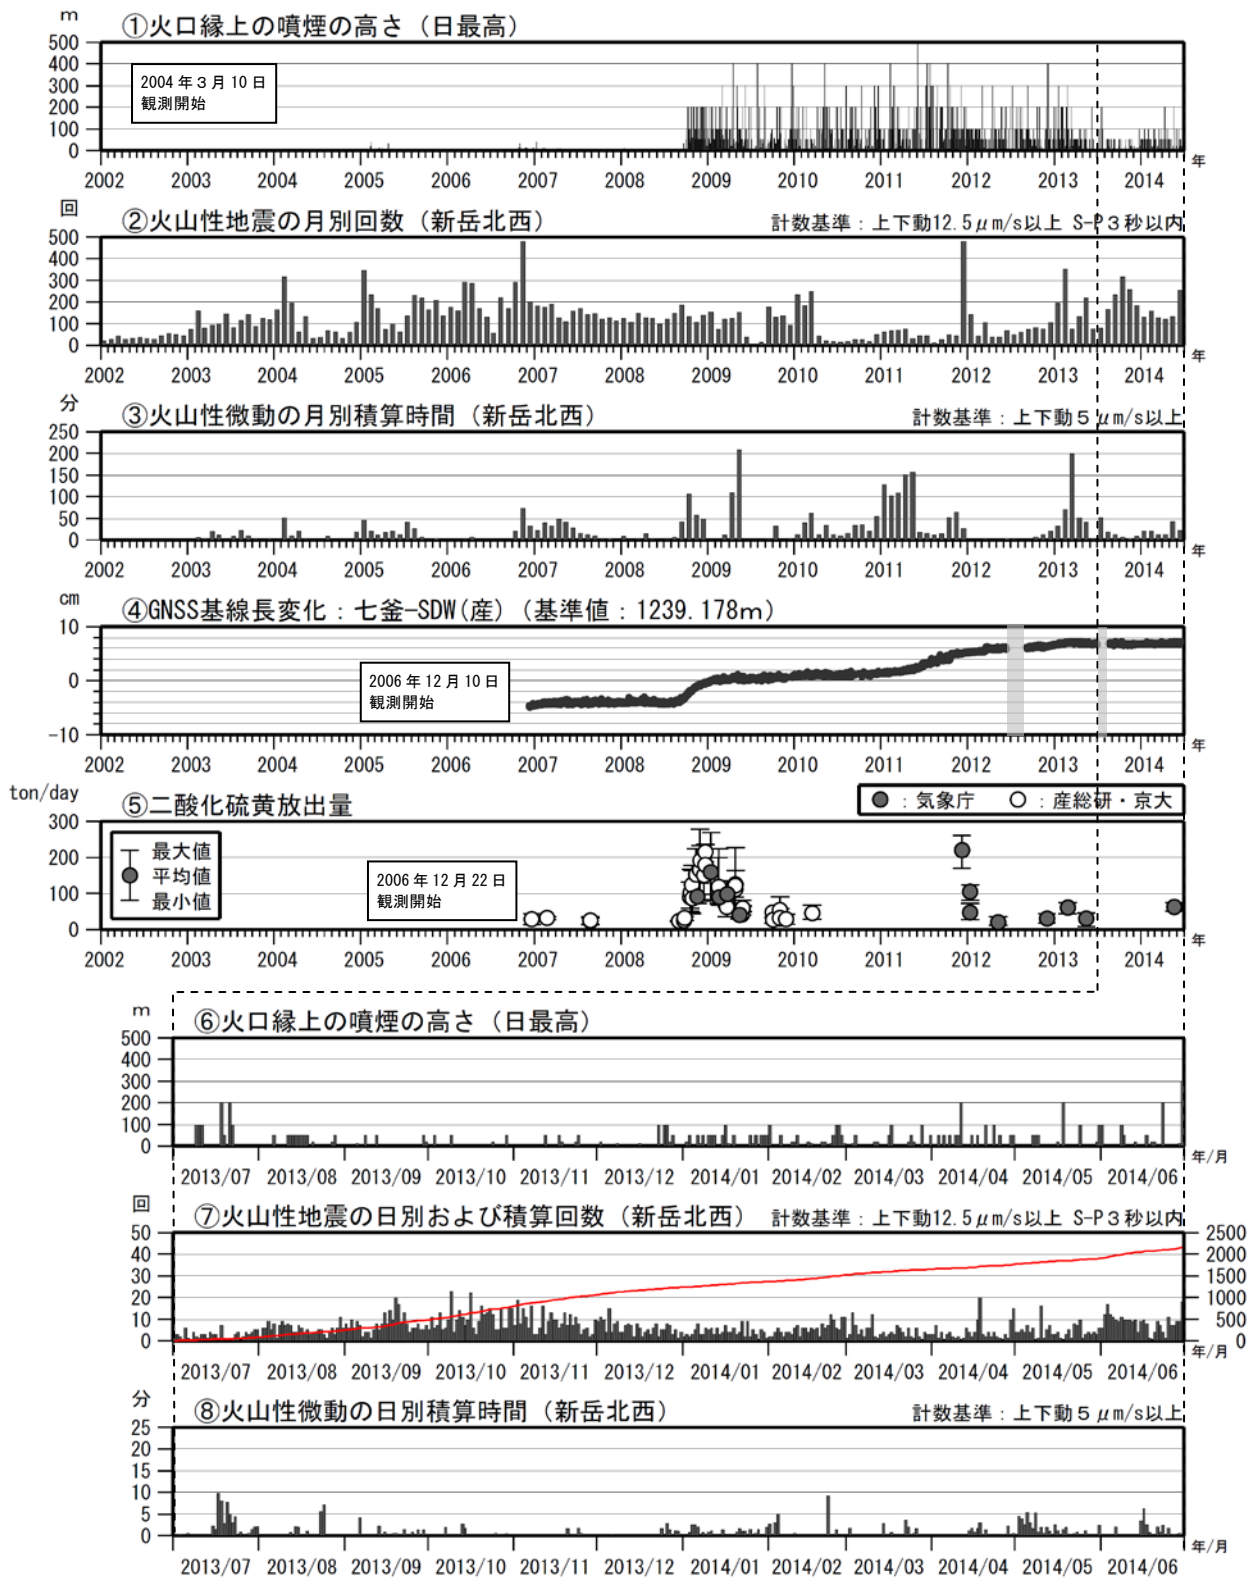 m
①火口縁上の噴煙の高さ（日最高）
500
400
300
200
100
0
2004年3月10日
観測開始
2002 2003 2004 2005 2006 2007 2008 2009 2010 2011 2012 2013 2014 年
回
②火山性地震の月別回数（新岳北西） 計数基準：上下動12.5μm/s以上 S-P3秒以内
500
400
300
200
100
0
2002 2003 2004 2005 2006 2007 2008 2009 2010 2011 2012 2013 2014 年
分
③火山性微動の月別積算時間（新岳北西） 計数基準：上下動5μm/s以上
250
200
150
100
50
0
2002 2003 2004 2005 2006 2007 2008 2009 2010 2011 2012 2013 2014 年
cm
④GNSS基線長変化：七釜−SDW(産)（基準値：1239.178m）
10
0
-10
2006年12月10日
観測開始
2002 2003 2004 2005 2006 2007 2008 2009 2010 2011 2012 2013 2014 年
ton/day
⑤二酸化硫黄放出量
：気象庁 ：産総研・京大
300
200
100
0
最大値
平均値
最小値
2006年12月22日
観測開始
2002 2003 2004 2005 2006 2007 2008 2009 2010 2011 2012 2013 2014 年
m
⑥火口縁上の噴煙の高さ（日最高）
500
400
300
200
100
0
2013/07 2013/08 2013/09 2013/10 2013/11 2013/12 2014/01 2014/02 2014/03 2014/04 2014/05 2014/06 年/月
回
⑦火山性地震の日別および積算回数（新岳北西） 計数基準：上下動12.5μm/s以上 S-P3秒以内
50 2500
40 2000
30 1500
20 1000
10 500
0 0
2013/07 2013/08 2013/09 2013/10 2013/11 2013/12 2014/01 2014/02 2014/03 2014/04 2014/05 2014/06 年/月
分
⑧火山性微動の日別積算時間（新岳北西） 計数基準：上下動5μm/s以上
25
20
15
10
5
0
2013/07 2013/08 2013/09 2013/10 2013/11 2013/12 2014/01 2014/02 2014/03 2014/04 2014/05 2014/06 年/月